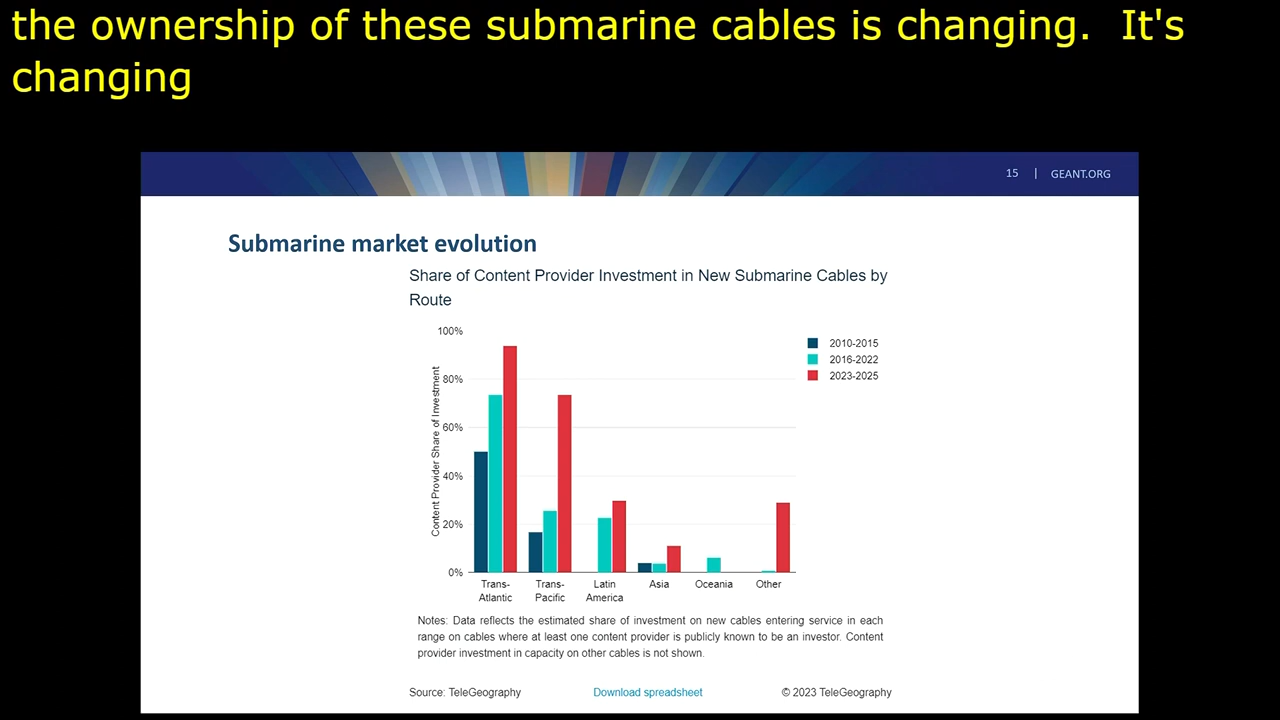 the ownership of these submarine cables is changing.  It's
changing
15 | GEANT.ORG
Submarine market evolution
Share of Content Provider Investment in New Submarine Cables by
Route
Content Provider Share of Investment
100%
80%
60%
40%
20%
0%
2010-2015
2016-2022
2023-2025
Trans-
Atlantic
Trans-
Pacific
Latin
America
Asia
Oceania
Other
Notes: Data reflects the estimated share of investment on new cables entering service in each
range on cables where at least one content provider is publicly known to be an investor. Content
provider investment in capacity on other cables is not shown.
Source: TeleGeography Download spreadsheet © 2023 TeleGeography